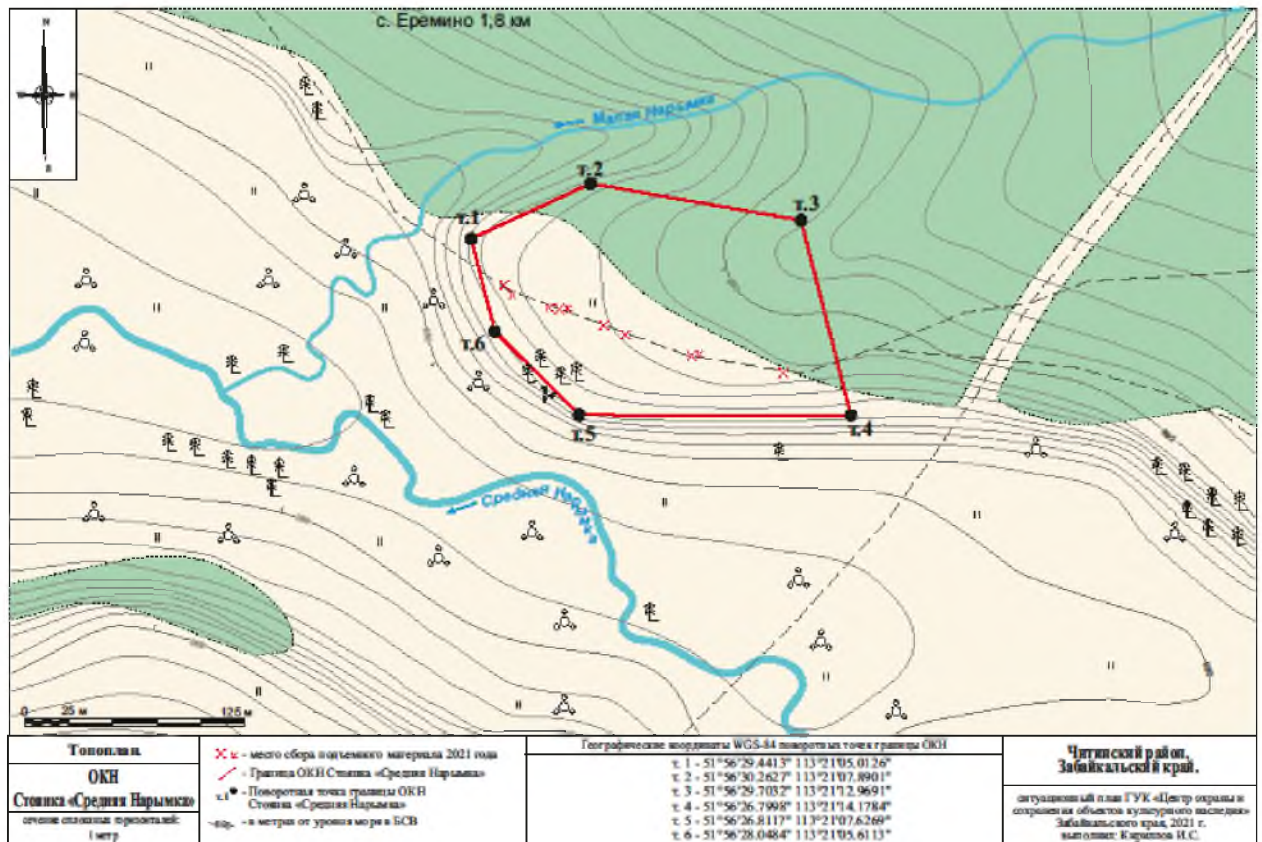 с. Еремино 1,8 км
N
Малая Нарымка
т.2
т.3
т.1
т.6
т.5
т.4
Средняя Нарымка
0 25 м 125 м
Топоплан.
ОКН
Стоянка «Средняя Нарымка»
сечение сплошных горизонталей:
1 метр
- место сбора подъемного материала 2021 года
- Граница ОКН Стоянка «Средняя Нарымка»
т.1 - Поворотная точка границы ОКН
Стоянка «Средняя Нарымка»
- в метрах от уровня моря в БСВ
Географические координаты WGS-84 поворотных точек границы ОКН
т. 1 - 51°56'29.4413" 113°21'05.0126"
т. 2 - 51°56'30.2627" 113°21'07.8901"
т. 3 - 51°56'29.7032" 113°21'12.9691"
т. 4 - 51°56'26.7998" 113°21'14.1784"
т. 5 - 51°56'26.8117" 113°21'07.6269"
т. 6 - 51°56'28.0484" 113°21'05.6113"
Читинский район.
Забайкальский край.
ситуационный план ГУК «Центр охраны и
сохранения объектов культурного наследия»
Забайкальского края, 2021 г.
выполнил: Кириллов И.С.